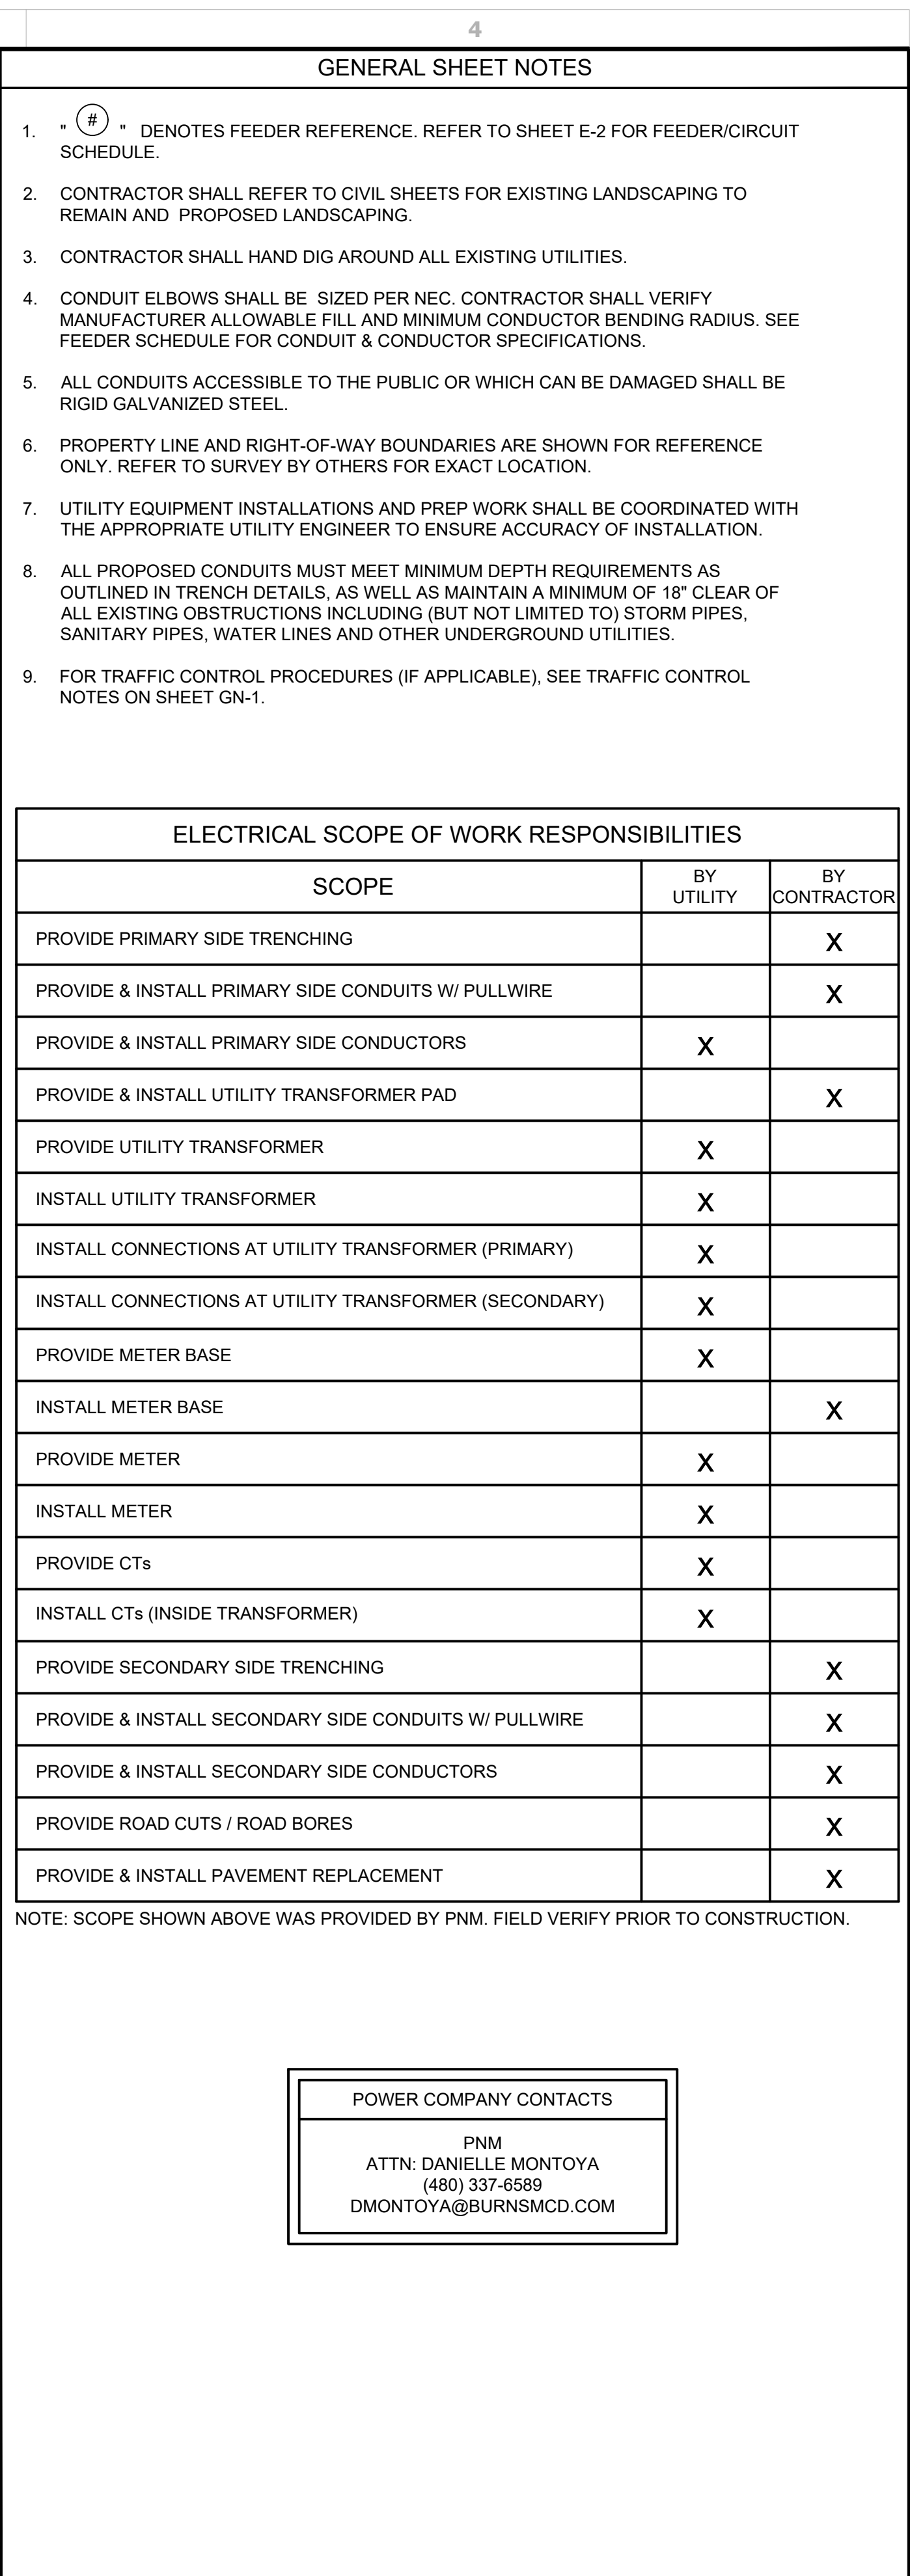 4
GENERAL SHEET NOTES
1. " # " DENOTES FEEDER REFERENCE. REFER TO SHEET E-2 FOR FEEDER/CIRCUIT
SCHEDULE.
2. CONTRACTOR SHALL REFER TO CIVIL SHEETS FOR EXISTING LANDSCAPING TO
REMAIN AND PROPOSED LANDSCAPING.
3. CONTRACTOR SHALL HAND DIG AROUND ALL EXISTING UTILITIES.
4. CONDUIT ELBOWS SHALL BE SIZED PER NEC. CONTRACTOR SHALL VERIFY
MANUFACTURER ALLOWABLE FILL AND MINIMUM CONDUCTOR BENDING RADIUS. SEE
FEEDER SCHEDULE FOR CONDUIT & CONDUCTOR SPECIFICATIONS.
5. ALL CONDUITS ACCESSIBLE TO THE PUBLIC OR WHICH CAN BE DAMAGED SHALL BE
RIGID GALVANIZED STEEL.
6. PROPERTY LINE AND RIGHT-OF-WAY BOUNDARIES ARE SHOWN FOR REFERENCE
ONLY. REFER TO SURVEY BY OTHERS FOR EXACT LOCATION.
7. UTILITY EQUIPMENT INSTALLATIONS AND PREP WORK SHALL BE COORDINATED WITH
THE APPROPRIATE UTILITY ENGINEER TO ENSURE ACCURACY OF INSTALLATION.
8. ALL PROPOSED CONDUITS MUST MEET MINIMUM DEPTH REQUIREMENTS AS
OUTLINED IN TRENCH DETAILS, AS WELL AS MAINTAIN A MINIMUM OF 18" CLEAR OF
ALL EXISTING OBSTRUCTIONS INCLUDING (BUT NOT LIMITED TO) STORM PIPES,
SANITARY PIPES, WATER LINES AND OTHER UNDERGROUND UTILITIES.
9. FOR TRAFFIC CONTROL PROCEDURES (IF APPLICABLE), SEE TRAFFIC CONTROL
NOTES ON SHEET GN-1.
ELECTRICAL SCOPE OF WORK RESPONSIBILITIES
SCOPE
BY
UTILITY
BY
CONTRACTOR
PROVIDE PRIMARY SIDE TRENCHING X
PROVIDE & INSTALL PRIMARY SIDE CONDUITS W/ PULLWIRE X
PROVIDE & INSTALL PRIMARY SIDE CONDUCTORS X
PROVIDE & INSTALL UTILITY TRANSFORMER PAD X
PROVIDE UTILITY TRANSFORMER X
INSTALL UTILITY TRANSFORMER X
INSTALL CONNECTIONS AT UTILITY TRANSFORMER (PRIMARY) X
INSTALL CONNECTIONS AT UTILITY TRANSFORMER (SECONDARY) X
PROVIDE METER BASE X
INSTALL METER BASE X
PROVIDE METER X
INSTALL METER X
PROVIDE CTs X
INSTALL CTs (INSIDE TRANSFORMER) X
PROVIDE SECONDARY SIDE TRENCHING X
PROVIDE & INSTALL SECONDARY SIDE CONDUITS W/ PULLWIRE X
PROVIDE & INSTALL SECONDARY SIDE CONDUCTORS X
PROVIDE ROAD CUTS / ROAD BORES X
PROVIDE & INSTALL PAVEMENT REPLACEMENT X
NOTE: SCOPE SHOWN ABOVE WAS PROVIDED BY PNM. FIELD VERIFY PRIOR TO CONSTRUCTION.
POWER COMPANY CONTACTS
PNM
ATTN: DANIELLE MONTOYA
(480) 337-6589
DMONTOYA@BURNSMCD.COM